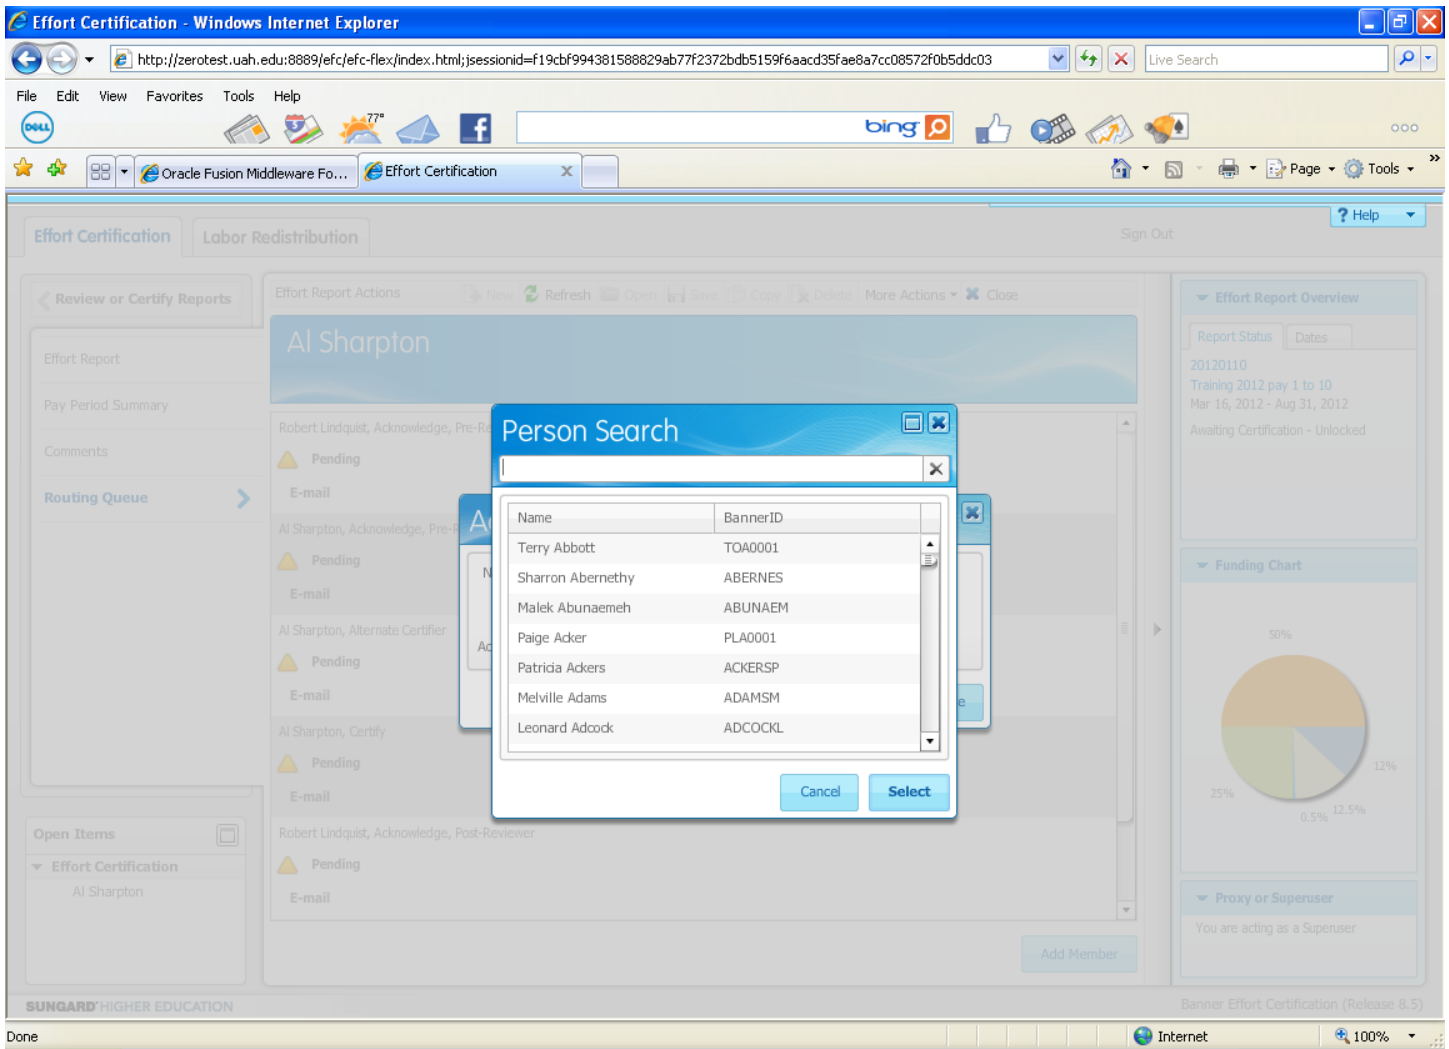 Effort Certification - Windows Internet Explorer
http://zerotest.uah.edu:8889/efc/efc-flex/index.html;jsessionid=f19cbf994381588829ab77f2372bdb5159f6aacd35fae8a7cc08572f0b5ddc03
Live Search
File Edit View Favorites Tools Help
DELL
77°
bing
Oracle Fusion Middleware Fo...
Effort Certification
Page
Tools
? Help
Effort Certification
Labor Redistribution
Sign Out
Review or Certify Reports
Effort Report
Pay Period Summary
Comments
Routing Queue
Open Items
Effort Certification
Al Sharpton
Effort Report Actions
New Refresh Open Save Copy Delete More Actions Close
Al Sharpton
Robert Lindquist, Acknowledge, Pre-Re
Pending
E-mail
Al Sharpton, Acknowledge, Pre-R
Pending
E-mail
Al Sharpton, Alternate Certifier
Pending
E-mail
Al Sharpton, Certify
Pending
E-mail
Robert Lindquist, Acknowledge, Post-Reviewer
Pending
E-mail
Add Member
Person Search
Name BannerID
Terry Abbott TOA0001
Sharron Abernethy ABERNES
Malek Abunaemeh ABUNAEM
Paige Acker PLA0001
Patricia Ackers ACKERSP
Melville Adams ADAMSM
Leonard Adcock ADCOCKL
Cancel
Select
Effort Report Overview
Report Status
Dates
20120110
Training 2012 pay 1 to 10
Mar 16, 2012 - Aug 31, 2012
Awaiting Certification - Unlocked
Funding Chart
50%
12%
12.5%
0.5%
25%
Proxy or Superuser
You are acting as a Superuser
SUNGARD HIGHER EDUCATION
Banner Effort Certification (Release 8.5)
Done
Internet
100%